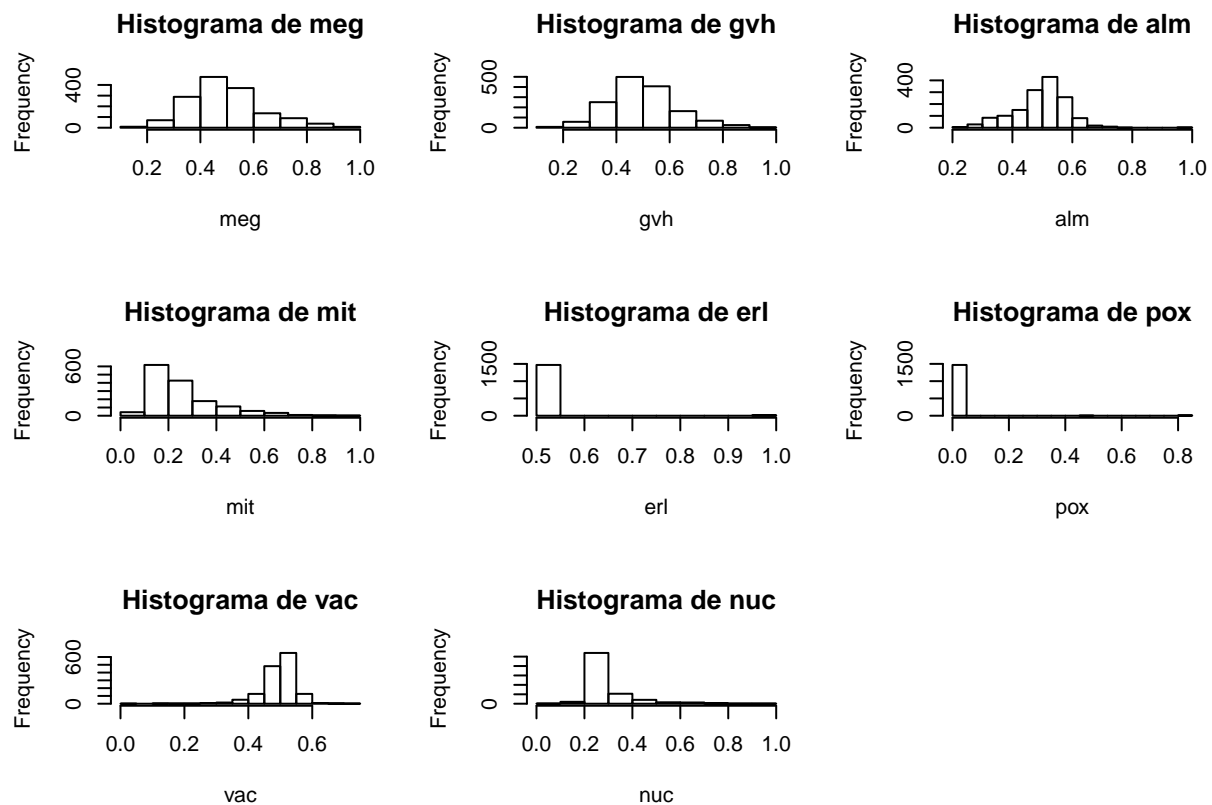 Histograma de meg
Frequency
0 400
0.2 0.4 0.6 0.8 1.0
meg
Histograma de gvh
Frequency
0 500
0.2 0.4 0.6 0.8 1.0
gvh
Histograma de alm
Frequency
0 400
0.2 0.4 0.6 0.8 1.0
alm
Histograma de mit
Frequency
0 600
0.0 0.2 0.4 0.6 0.8 1.0
mit
Histograma de erl
Frequency
0 1500
0.5 0.6 0.7 0.8 0.9 1.0
erl
Histograma de pox
Frequency
0 1500
0.0 0.2 0.4 0.6 0.8
pox
Histograma de vac
Frequency
0 600
0.0 0.2 0.4 0.6
vac
Histograma de nuc
Frequency
0
0.0 0.2 0.4 0.6 0.8 1.0
nuc